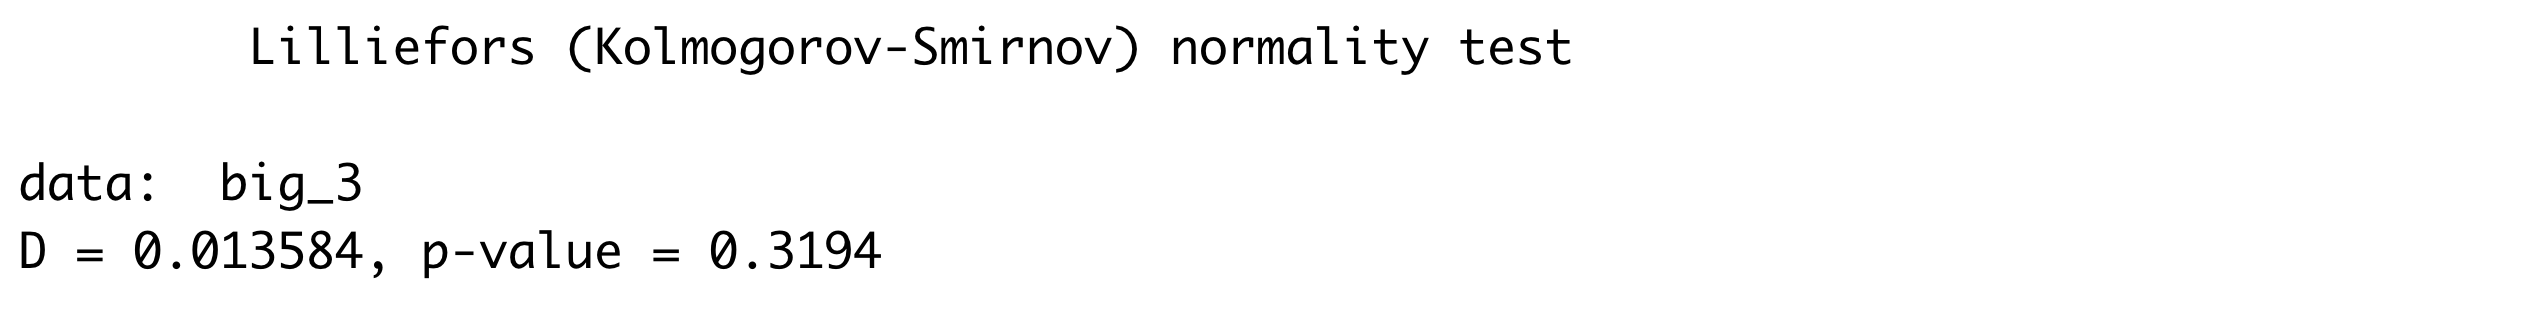 Lilliefors (Kolmogorov-Smirnov) normality test
data:  big_3
D = 0.013584, p-value = 0.3194